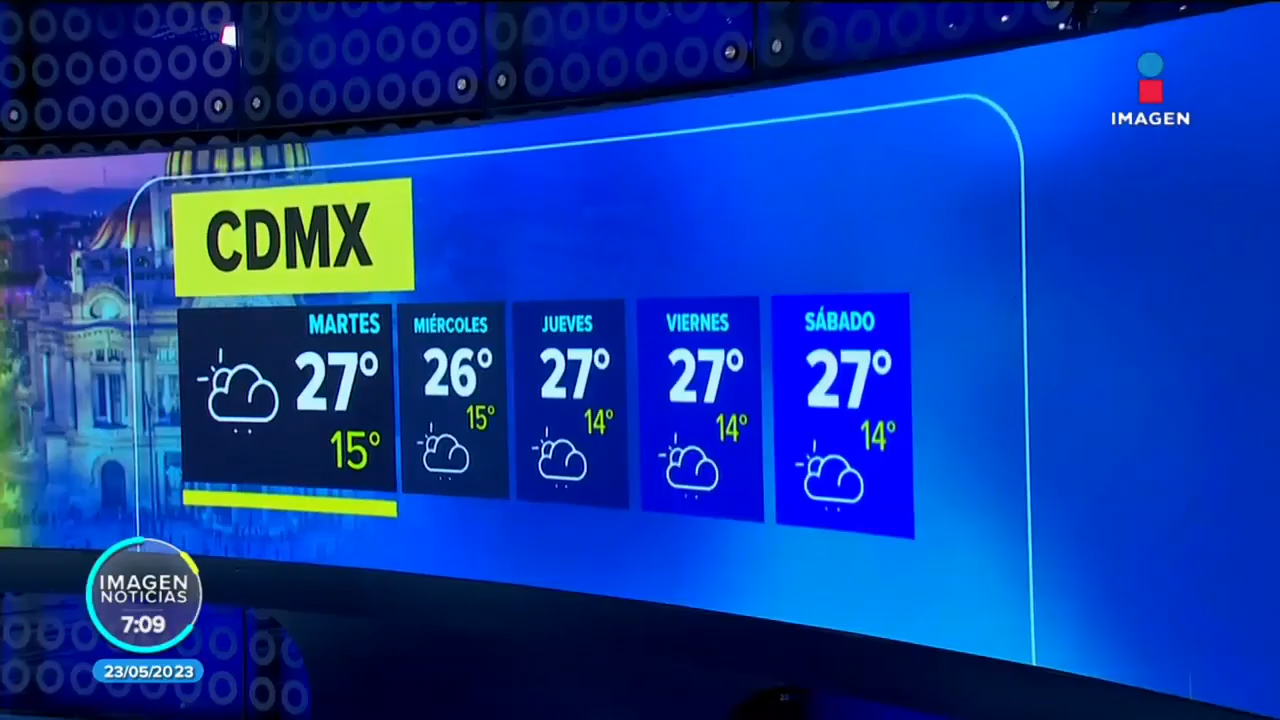 IMAGEN
CDMX
MARTES
27°
15°
MIÉRCOLES
26°
15°
JUEVES
27°
14°
VIERNES
27°
14°
SÁBADO
27°
14°
IMAGEN
NOTICIAS
7:09
23/05/2023